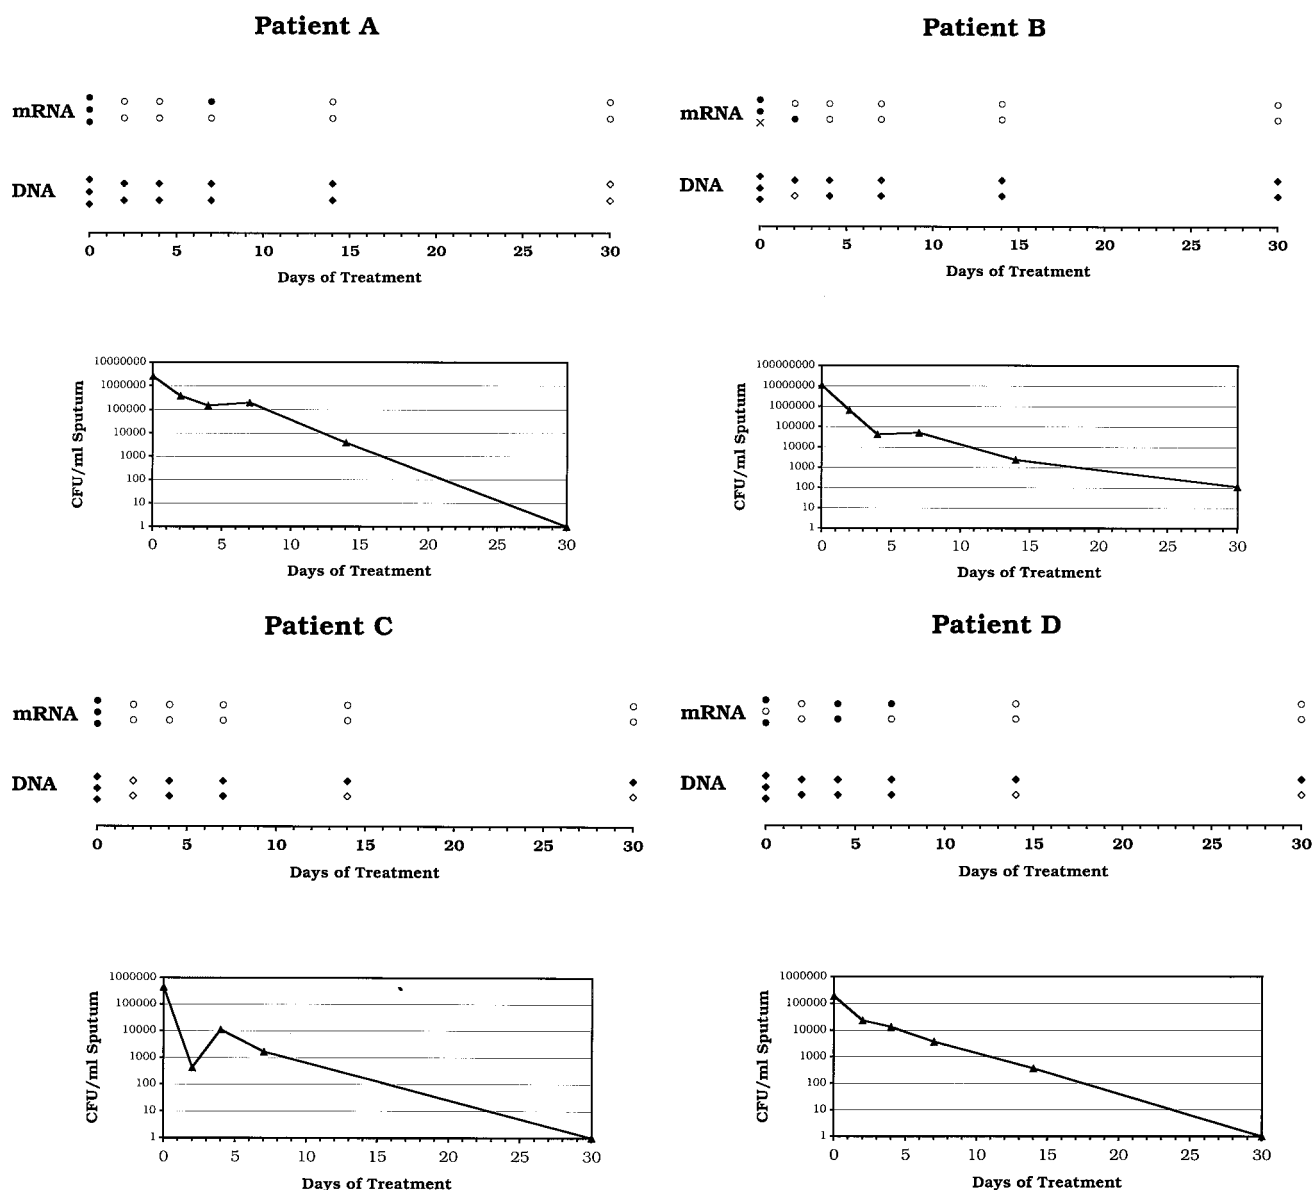 Patient A
mRNA
DNA
0 5 10 15 20 25 30
Days of Treatment
10000000
1000000
100000
10000
1000
100
10
1
CFU/ml Sputum
0 5 10 15 20 25 30
Days of Treatment
Patient B
mRNA
DNA
0 5 10 15 20 25 30
Days of Treatment
100000000
10000000
1000000
100000
10000
1000
100
10
1
CFU/ml Sputum
0 5 10 15 20 25 30
Days of Treatment
Patient C
mRNA
DNA
0 5 10 15 20 25 30
Days of Treatment
1000000
100000
10000
1000
100
10
1
CFU/ml Sputum
0 5 10 15 20 25 30
Days of Treatment
Patient D
mRNA
DNA
0 5 10 15 20 25 30
Days of Treatment
1000000
100000
10000
1000
100
10
1
CFU/ml Sputum
0 5 10 15 20 25 30
Days of Treatment